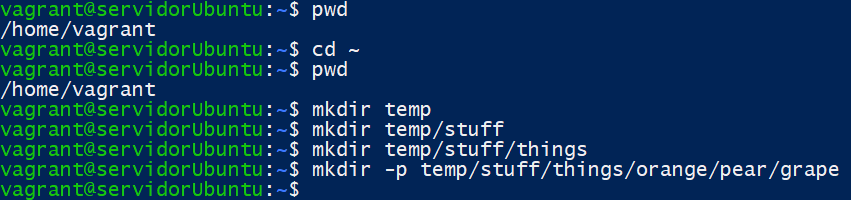 vagrant@servidorUbuntu:~$ pwd
/home/vagrant
vagrant@servidorUbuntu:~$ cd ~
vagrant@servidorUbuntu:~$ pwd
/home/vagrant
vagrant@servidorUbuntu:~$ mkdir temp
vagrant@servidorUbuntu:~$ mkdir temp/stuff
vagrant@servidorUbuntu:~$ mkdir temp/stuff/things
vagrant@servidorUbuntu:~$ mkdir -p temp/stuff/things/orange/pear/grape
vagrant@servidorUbuntu:~$